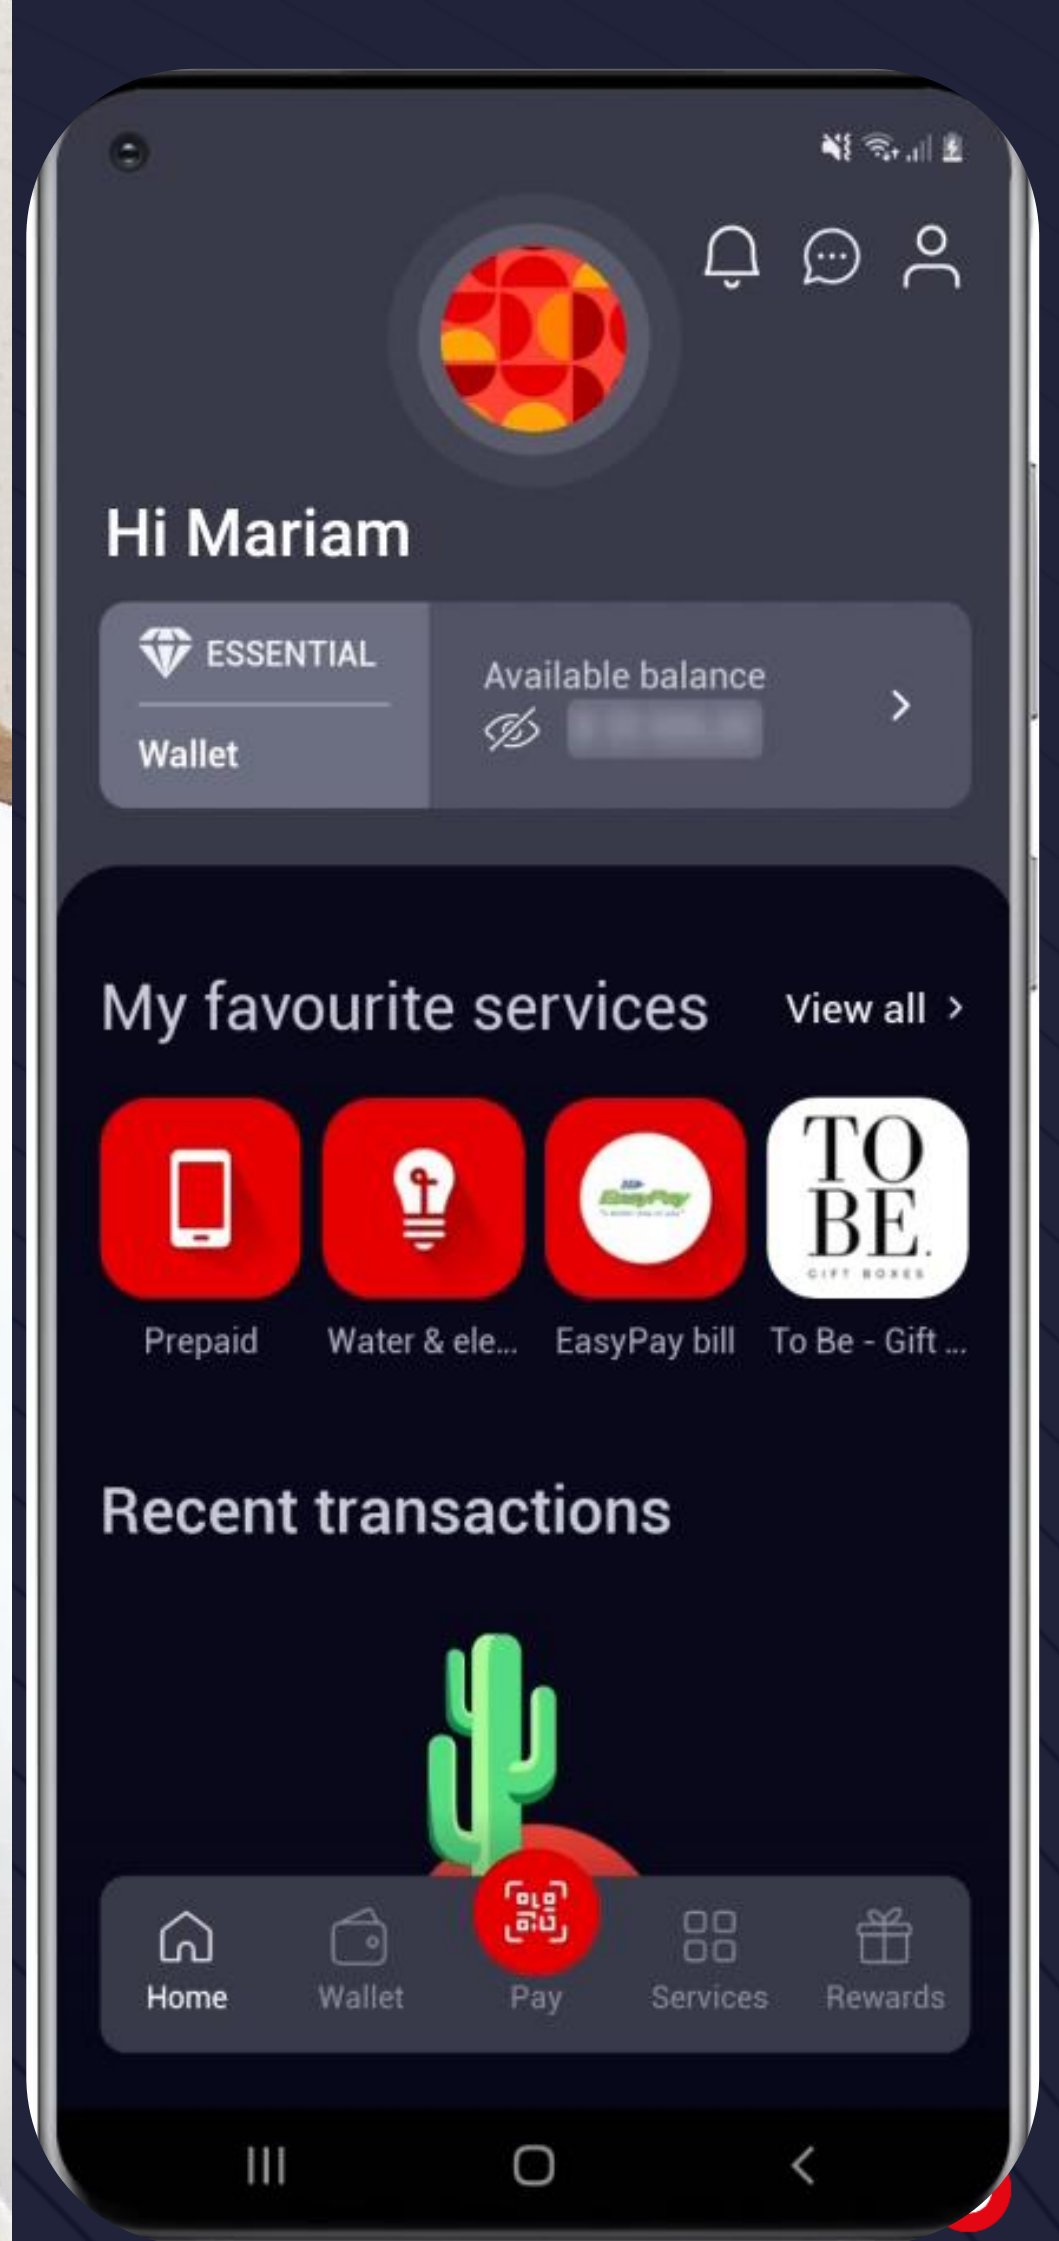 Hi Mariam
ESSENTIAL
Wallet
Available balance
My favourite services
View all
EasyPay
TO
BE.
GIFT BOXES
Prepaid
Water & ele...
EasyPay bill
To Be - Gift ...
Recent transactions
Home
Wallet
Pay
Services
Rewards